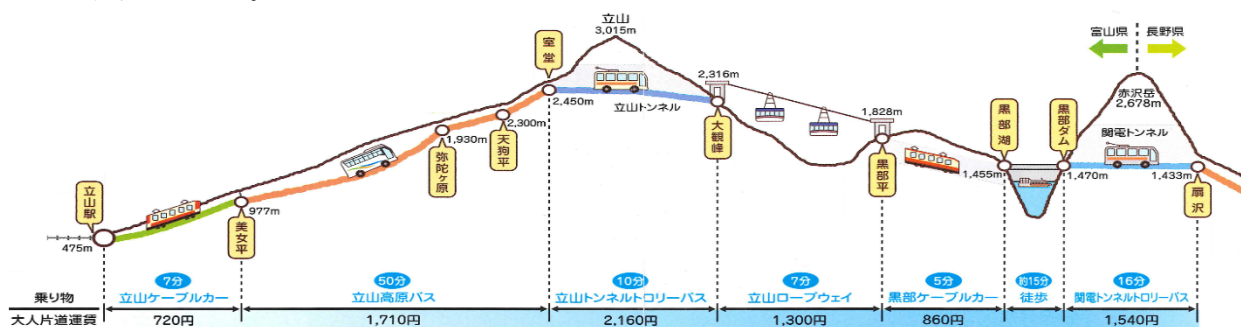 立山
3,015m
富山県
長野県
室堂
2,450m
立山トンネル
2,316m
大観峰
1,828m
黒部平
赤沢岳
2,678m
関電トンネル
黒部湖
黒部ダム
1,455m
1,470m
1,433m
扇沢
2,300m
天狗平
1,930m
弥陀ヶ原
977m
美女平
立山駅
475m
7分
50分
10分
7分
5分
約15分
16分
乗り物
立山ケーブルカー
立山高原バス
立山トンネルトロリーバス
立山ロープウェイ
黒部ケーブルカー
徒歩
関電トンネルトロリーバス
大人片道運賃
720円
1,710円
2,160円
1,300円
860円
1,540円